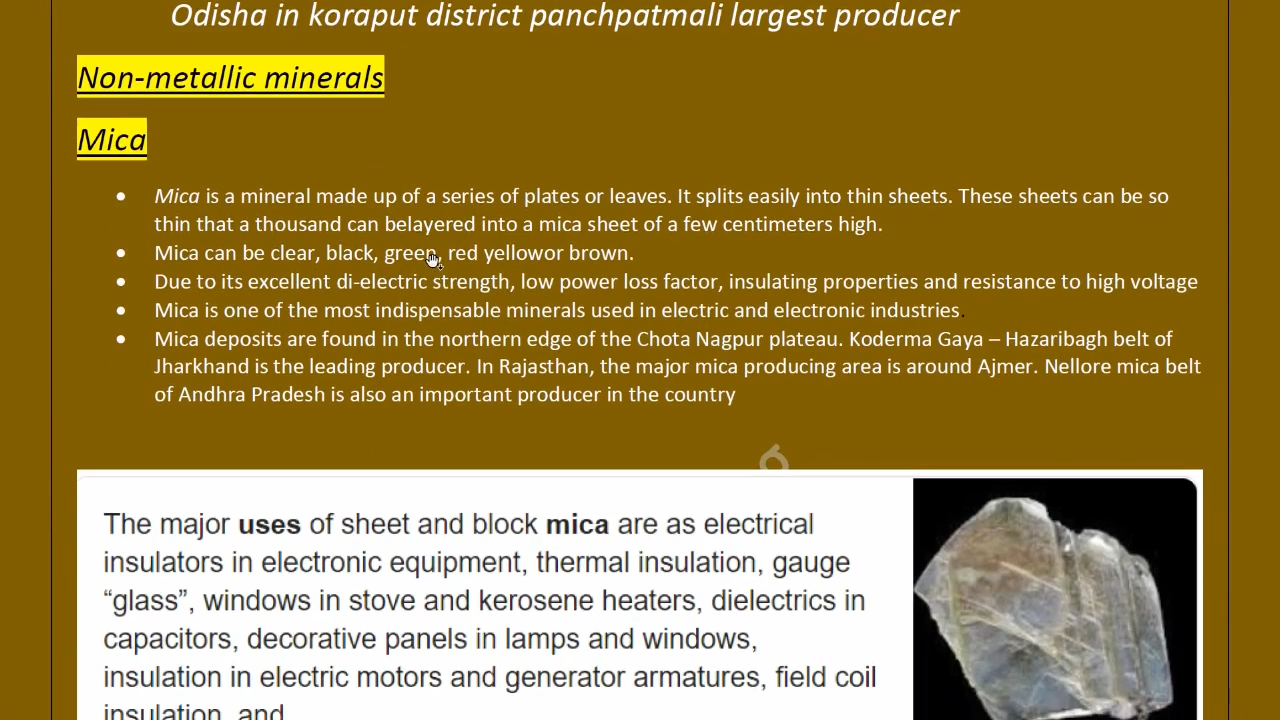 Odisha in koraput district panchpatmali largest producer
Non-metallic minerals
Mica
Mica is a mineral made up of a series of plates or leaves. It splits easily into thin sheets. These sheets can be so
thin that a thousand can belayered into a mica sheet of a few centimeters high.
Mica can be clear, black, green, red yellowor brown.
Due to its excellent di-electric strength, low power loss factor, insulating properties and resistance to high voltage
Mica is one of the most indispensable minerals used in electric and electronic industries.
Mica deposits are found in the northern edge of the Chota Nagpur plateau. Koderma Gaya – Hazaribagh belt of
Jharkhand is the leading producer. In Rajasthan, the major mica producing area is around Ajmer. Nellore mica belt
of Andhra Pradesh is also an important producer in the country
The major uses of sheet and block mica are as electrical
insulators in electronic equipment, thermal insulation, gauge
“glass”, windows in stove and kerosene heaters, dielectrics in
capacitors, decorative panels in lamps and windows,
insulation in electric motors and generator armatures, field coil
insulation, and